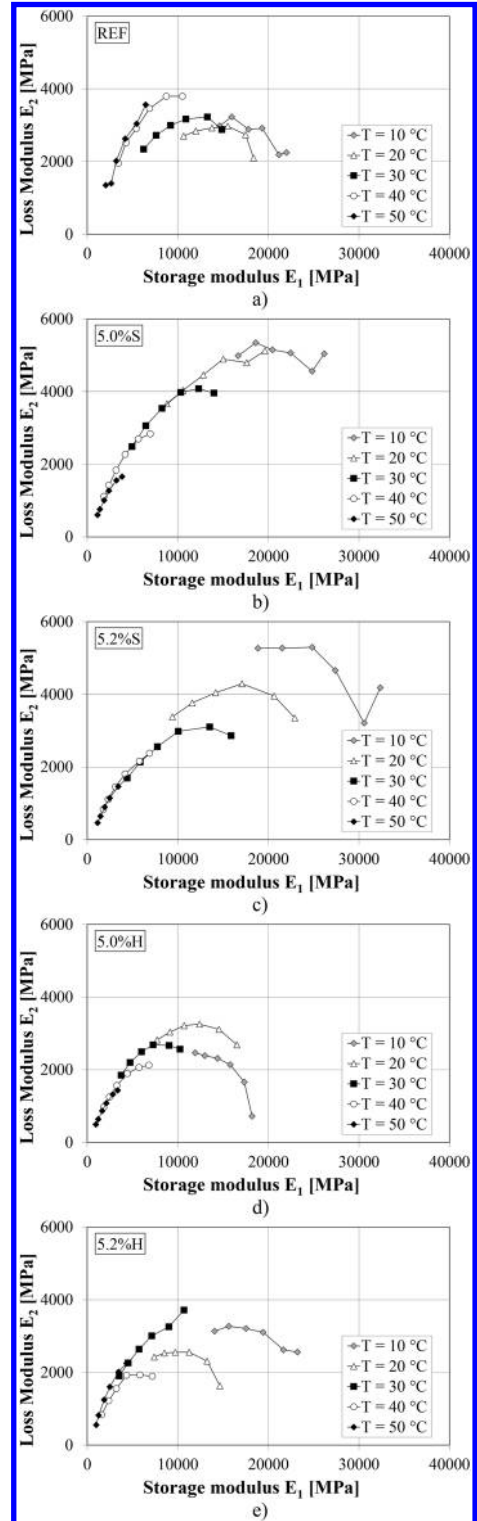 REF
6000
4000
2000
0
Loss Modulus E2 [MPa]
T = 10 °C
T = 20 °C
T = 30 °C
T = 40 °C
T = 50 °C
0 10000 20000 30000 40000
Storage modulus E1 [MPa]
a)
5.0%S
6000
4000
2000
0
Loss Modulus E2 [MPa]
T = 10 °C
T = 20 °C
T = 30 °C
T = 40 °C
T = 50 °C
0 10000 20000 30000 40000
Storage modulus E1 [MPa]
b)
5.2%S
6000
4000
2000
0
Loss Modulus E2 [MPa]
T = 10 °C
T = 20 °C
T = 30 °C
T = 40 °C
T = 50 °C
0 10000 20000 30000 40000
Storage modulus E1 [MPa]
c)
5.0%H
6000
4000
2000
0
Loss Modulus E2 [MPa]
T = 10 °C
T = 20 °C
T = 30 °C
T = 40 °C
T = 50 °C
0 10000 20000 30000 40000
Storage modulus E1 [MPa]
d)
5.2%H
6000
4000
2000
0
Loss Modulus E2 [MPa]
T = 10 °C
T = 20 °C
T = 30 °C
T = 40 °C
T = 50 °C
0 10000 20000 30000 40000
Storage modulus E1 [MPa]
e)